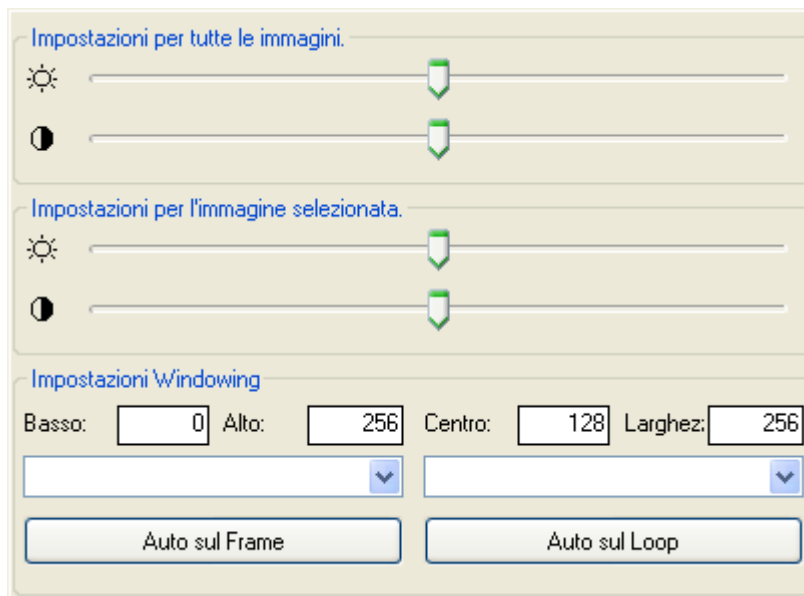 Impostazioni per tutte le immagini.
Impostazioni per l'immagine selezionata.
Impostazioni Windowing
Basso: 0 Alto: 256 Centro: 128 Larghez: 256
Auto sul Frame Auto sul Loop